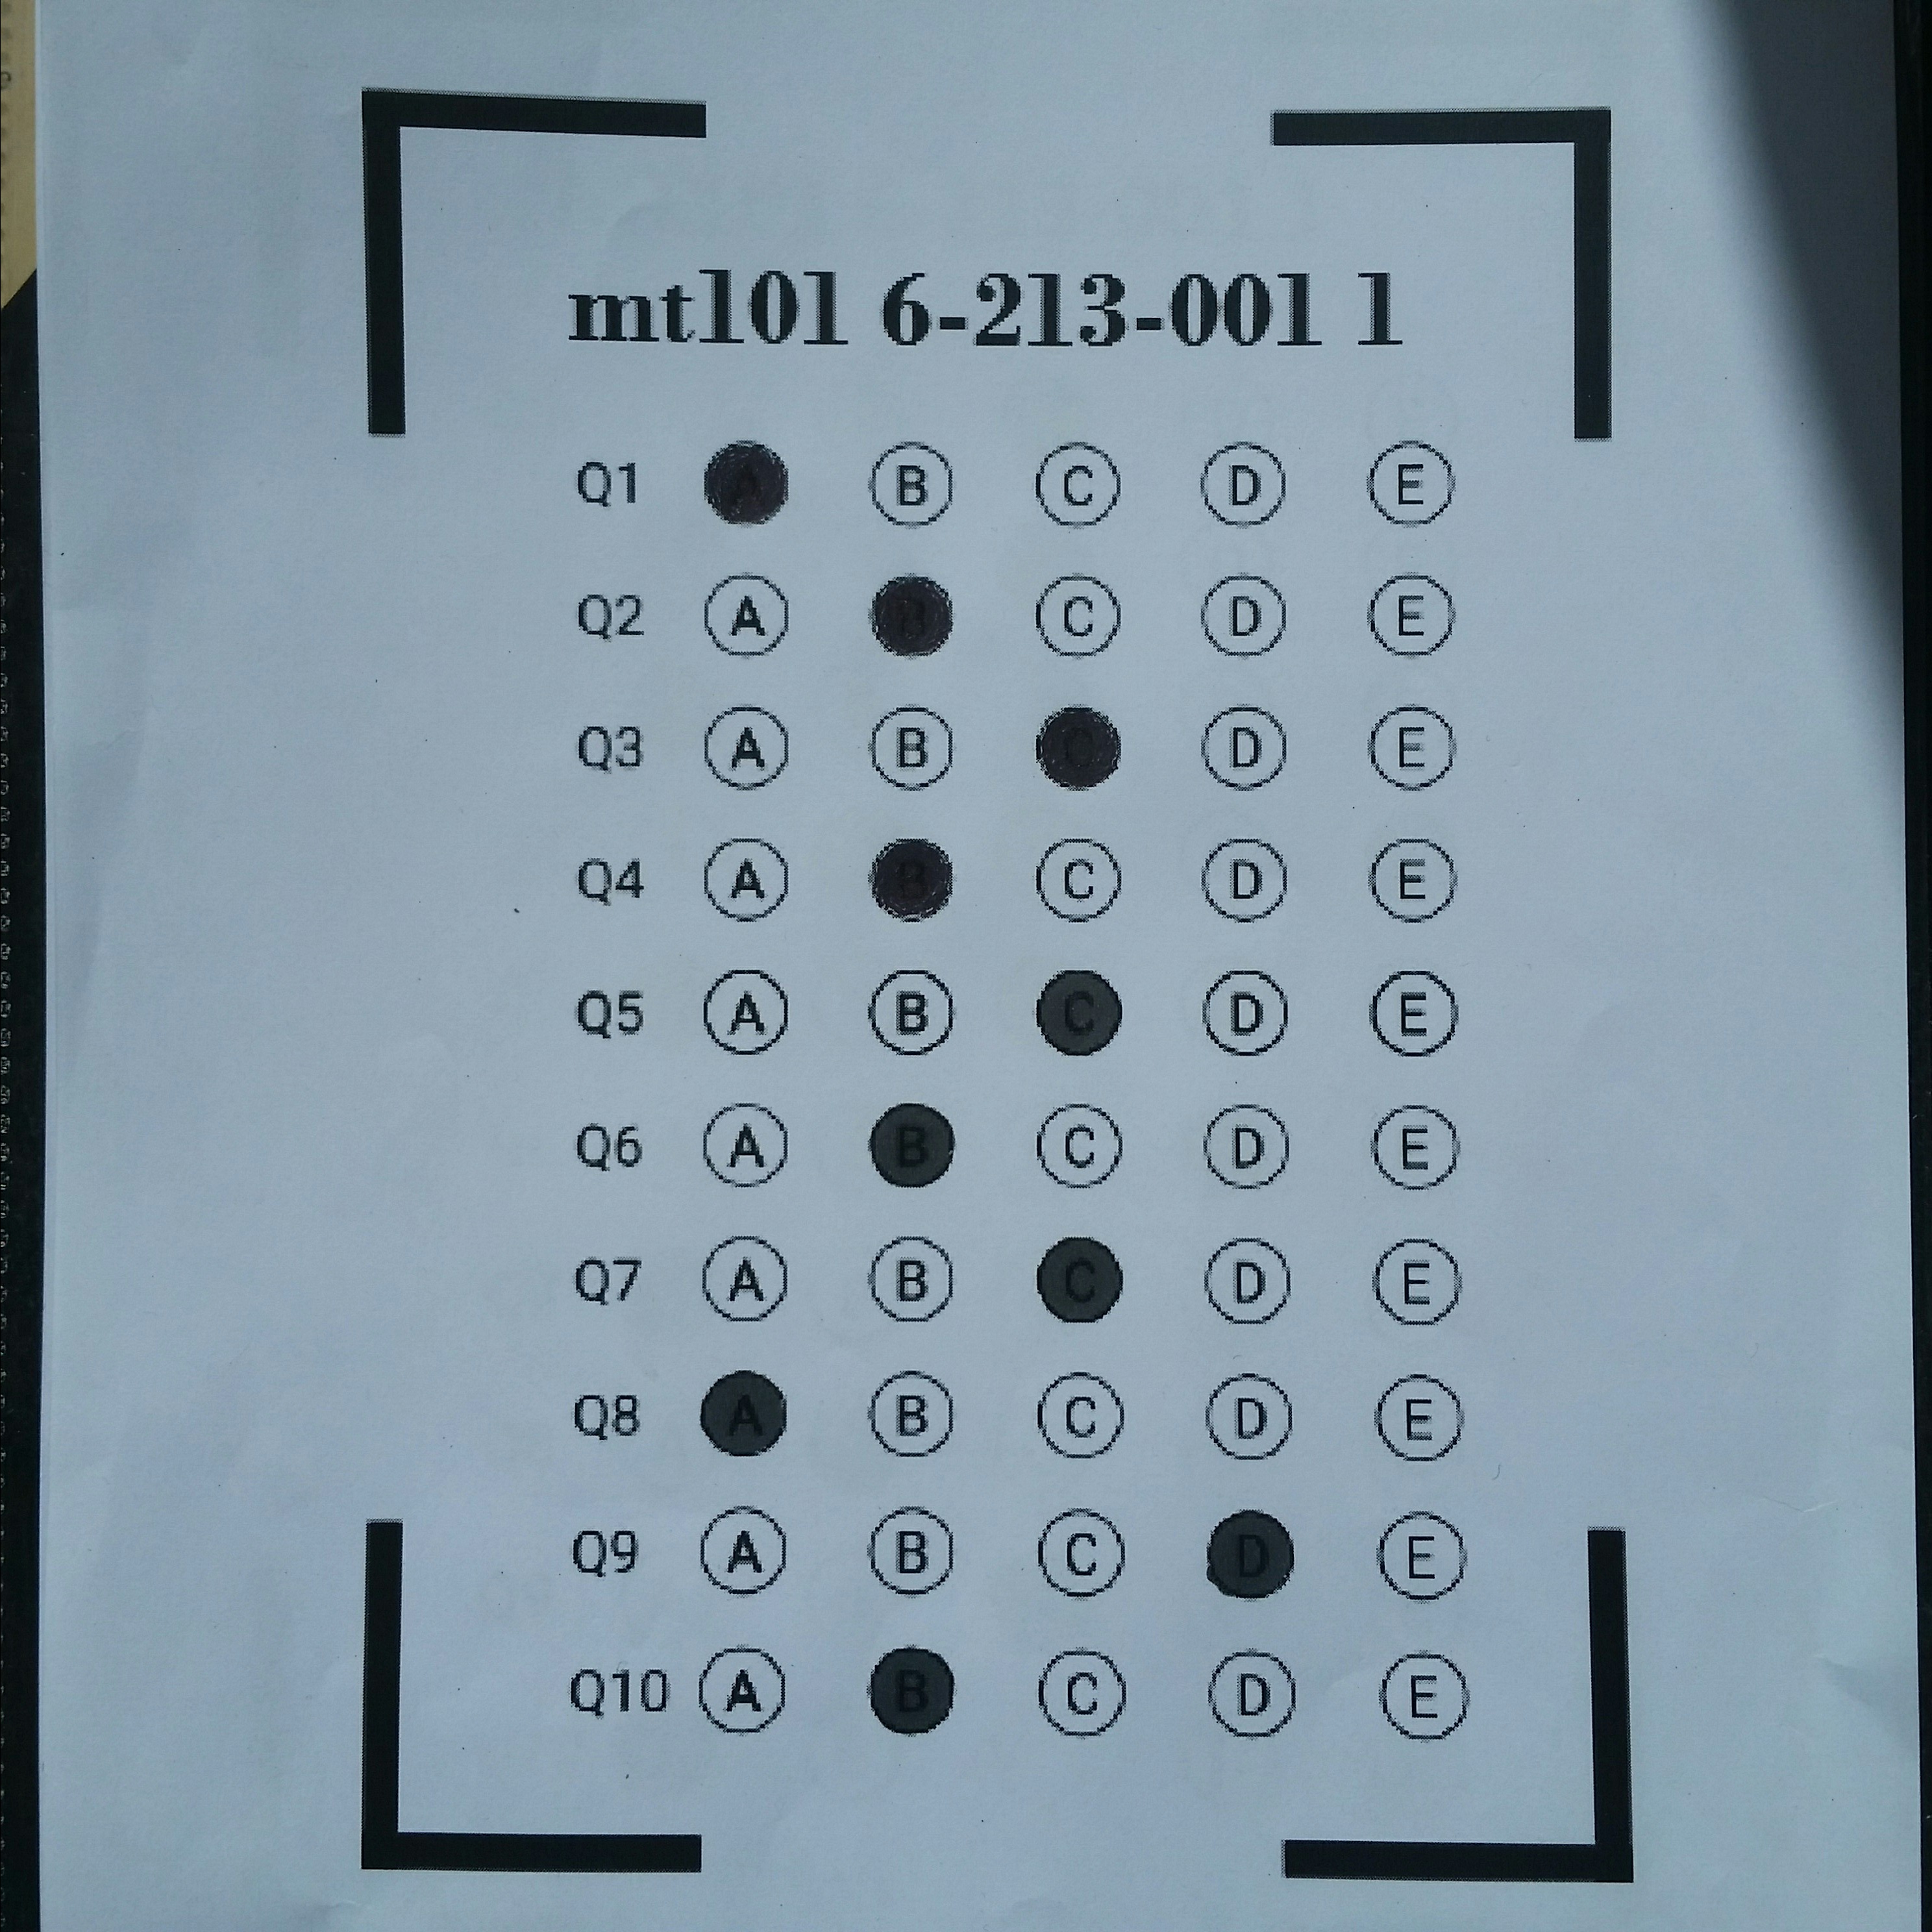 mt101 6-213-001 1
Q1 A B C D E
Q2 A B C D E
Q3 A B C D E
Q4 A B C D E
Q5 A B C D E
Q6 A B C D E
Q7 A B C D E
Q8 A B C D E
Q9 A B C D E
Q10 A B C D E